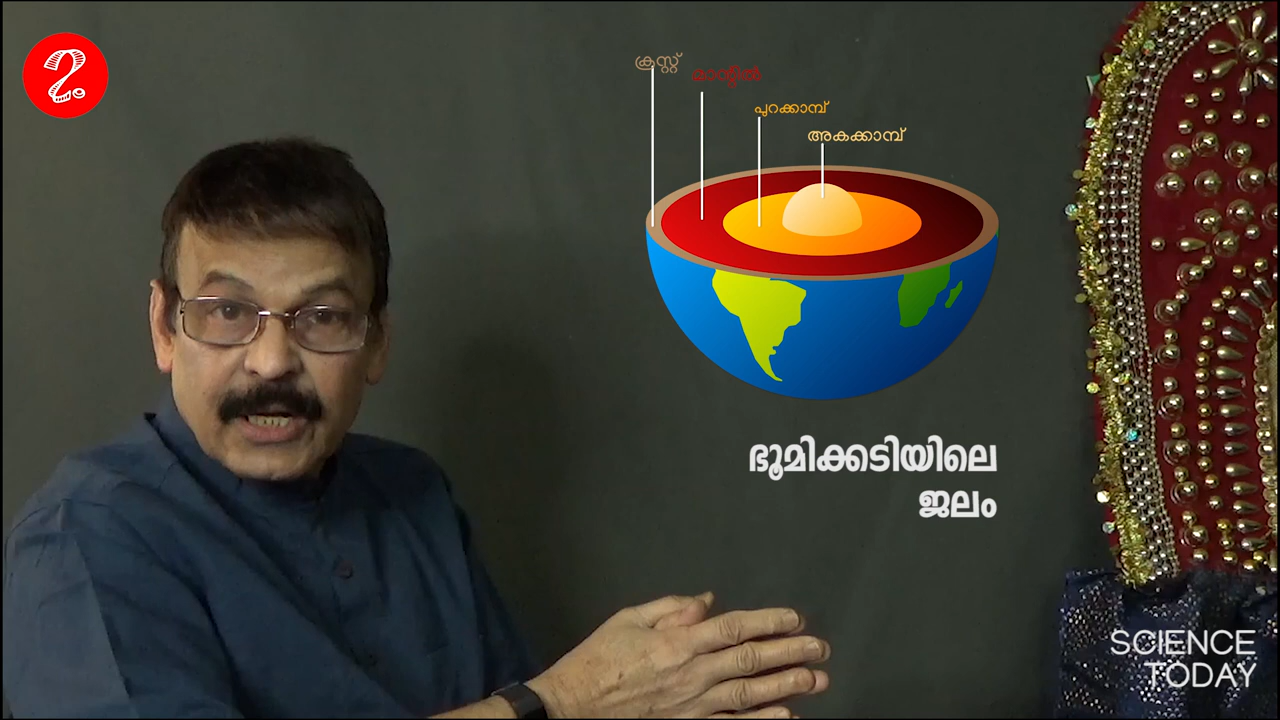 ക്രസ്റ്റ്
മാന്റിൽ
പുറക്കാമ്പ്
അകക്കാമ്പ്
ഭൂമിക്കടിയിലെ
ജലം
SCIENCE
TODAY